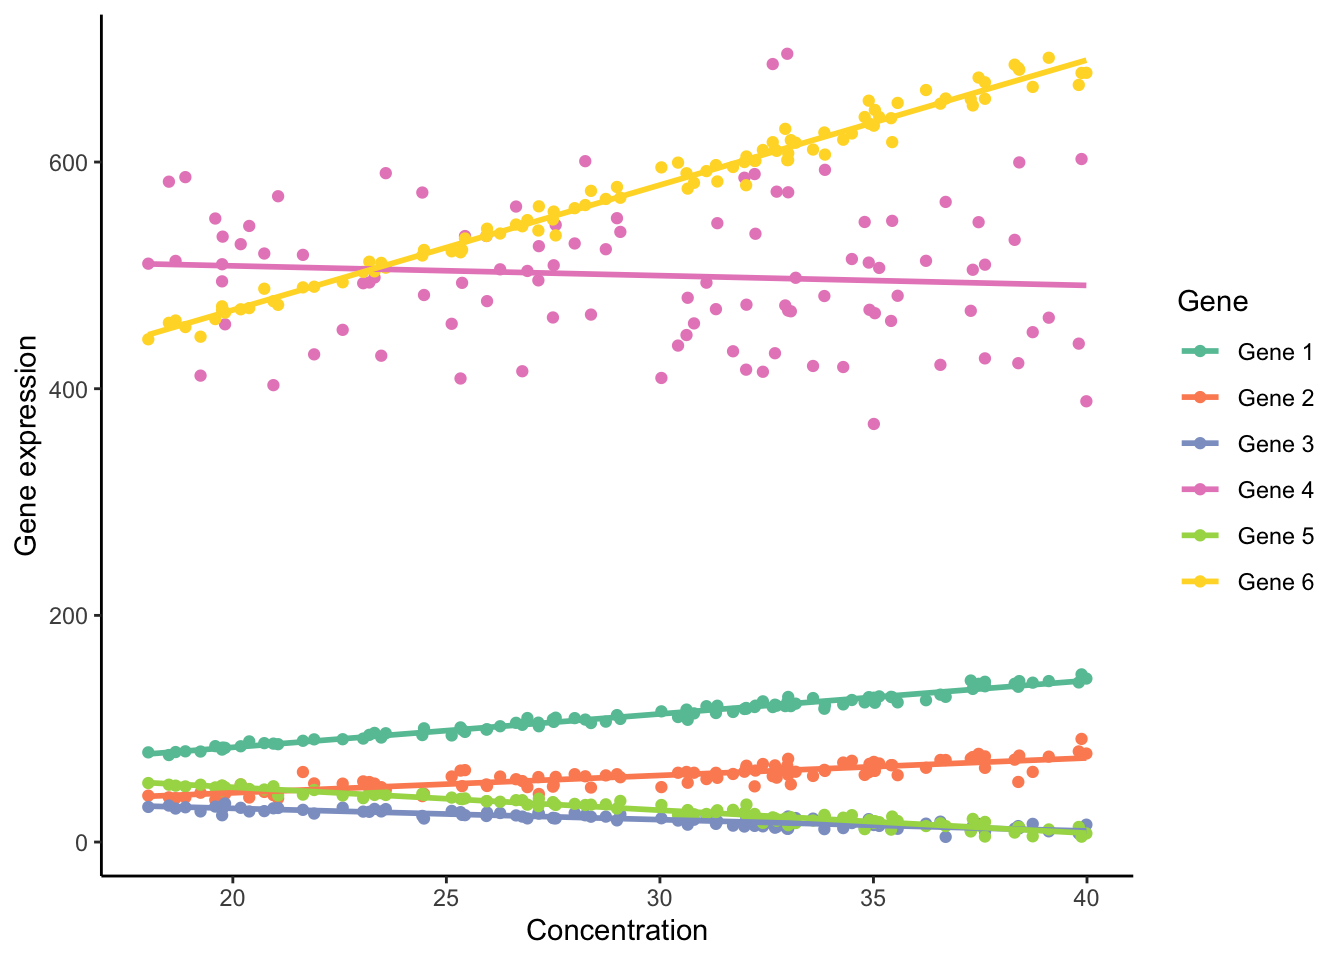 Gene expression
600
400
200
0
20 25 30 35 40
Concentration
Gene
Gene 1
Gene 2
Gene 3
Gene 4
Gene 5
Gene 6